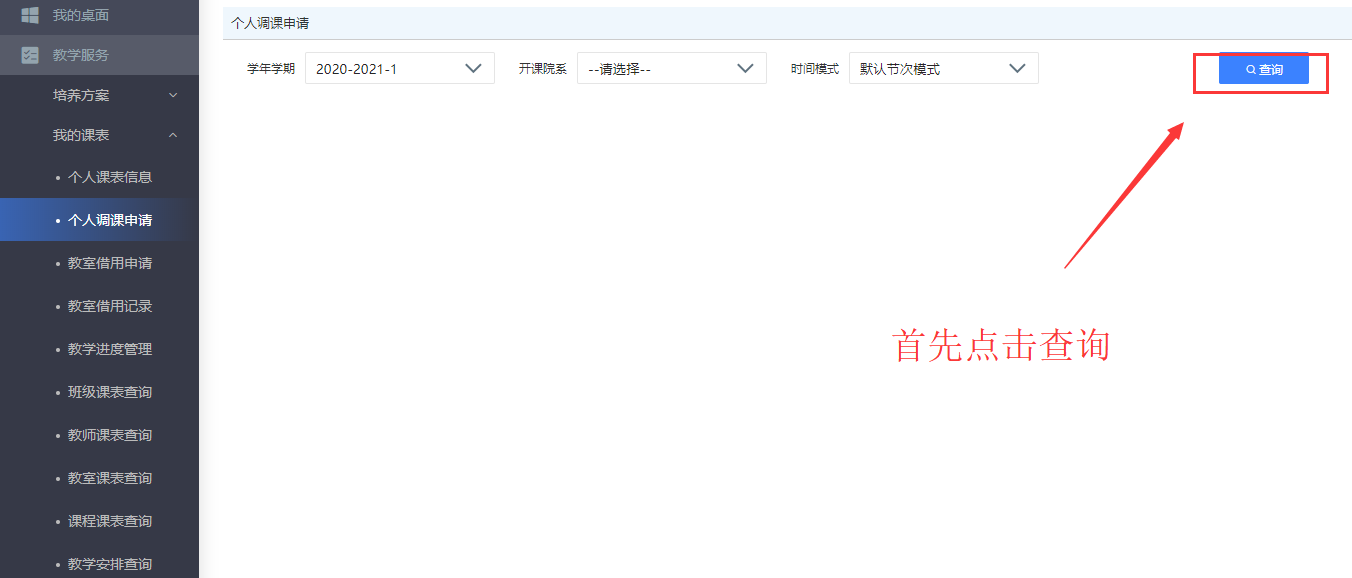 我的桌面
教学服务
培养方案
我的课表
个人课表信息
个人调课申请
教室借用申请
教室借用记录
教学进度管理
班级课表查询
教师课表查询
教室课表查询
课程课表查询
教学安排查询
个人调课申请
学年学期 2020-2021-1 开课院系 --请选择-- 时间模式 默认节次模式 查询
首先点击查询